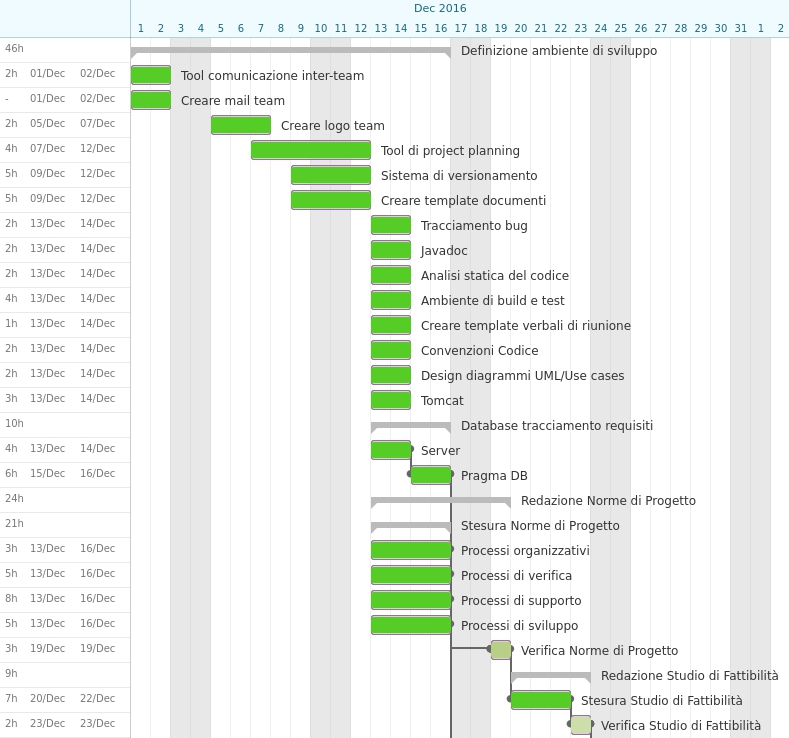 Dec 2016
1 2 3 4 5 6 7 8 9 10 11 12 13 14 15 16 17 18 19 20 21 22 23 24 25 26 27 28 29 30 31 1 2
46h Definizione ambiente di sviluppo
2h 01/Dec 02/Dec Tool comunicazione inter-team
- 01/Dec 02/Dec Creare mail team
2h 05/Dec 07/Dec Creare logo team
4h 07/Dec 12/Dec Tool di project planning
5h 09/Dec 12/Dec Sistema di versionamento
5h 09/Dec 12/Dec Creare template documenti
2h 13/Dec 14/Dec Tracciamento bug
2h 13/Dec 14/Dec Javadoc
2h 13/Dec 14/Dec Analisi statica del codice
4h 13/Dec 14/Dec Ambiente di build e test
1h 13/Dec 14/Dec Creare template verbali di riunione
2h 13/Dec 14/Dec Convenzioni Codice
2h 13/Dec 14/Dec Design diagrammi UML/Use cases
3h 13/Dec 14/Dec Tomcat
10h Database tracciamento requisiti
4h 13/Dec 14/Dec Server
6h 15/Dec 16/Dec Pragma DB
24h Redazione Norme di Progetto
21h Stesura Norme di Progetto
3h 13/Dec 16/Dec Processi organizzativi
5h 13/Dec 16/Dec Processi di verifica
8h 13/Dec 16/Dec Processi di supporto
5h 13/Dec 16/Dec Processi di sviluppo
3h 19/Dec 19/Dec Verifica Norme di Progetto
9h Redazione Studio di Fattibilità
7h 20/Dec 22/Dec Stesura Studio di Fattibilità
2h 23/Dec 23/Dec Verifica Studio di Fattibilità